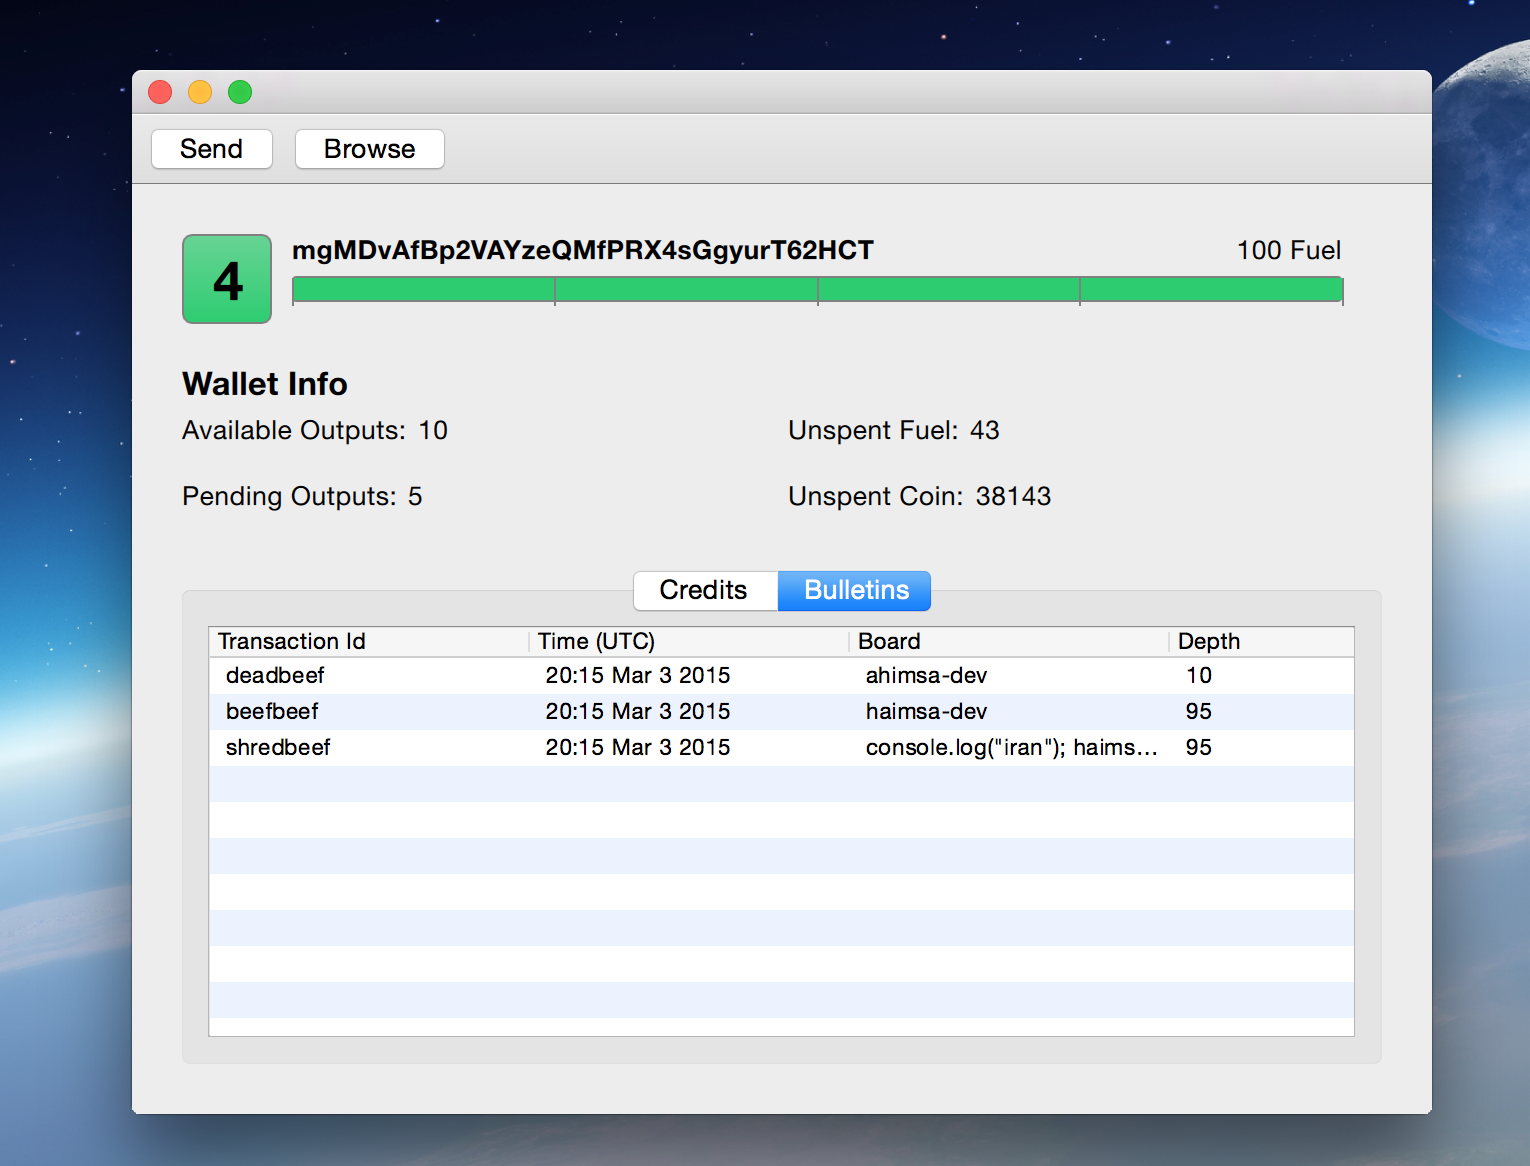 Send Browse
4 mgMDvAfBp2VAYzeQMfPRX4sGgyurT62HCT 100 Fuel
Wallet Info
Available Outputs: 10 Unspent Fuel: 43
Pending Outputs: 5 Unspent Coin: 38143
Credits Bulletins
Transaction Id Time (UTC) Board Depth
deadbeef 20:15 Mar 3 2015 ahimsa-dev 10
beefbeef 20:15 Mar 3 2015 haimsa-dev 95
shredbeef 20:15 Mar 3 2015 console.log("iran"); haims... 95